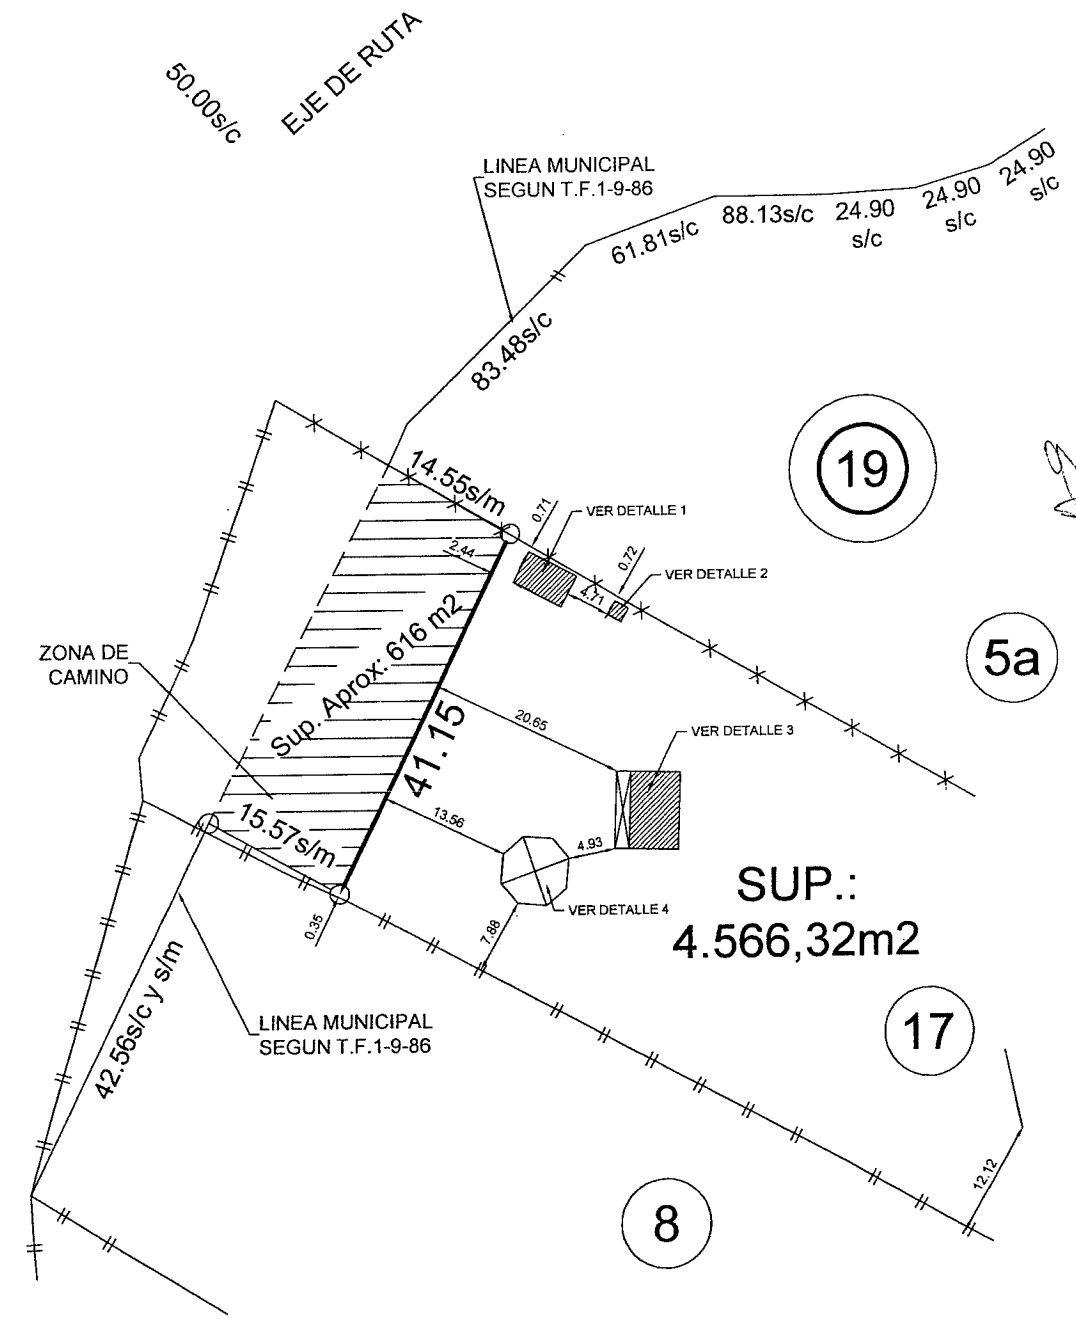 50.00s/c
EJE DE RUTA
LINEA MUNICIPAL
SEGUN T.F.1-9-86
61.81s/c
88.13s/c
24.90
s/c
24.90
s/c
24.90
s/c
83.48s/c
19
14.55s/m
0.71
VER DETALLE 1
2.44
0.72
VER DETALLE 2
4.71
5a
ZONA DE
CAMINO
Sup. Aprox: 616 m2
41.15
20.65
VER DETALLE 3
13.56
4.93
15.57s/m
SUP.:
4.566,32m2
VER DETALLE 4
0.35
7.88
17
42.56s/c y s/m
LINEA MUNICIPAL
SEGUN T.F.1-9-86
12.12
8